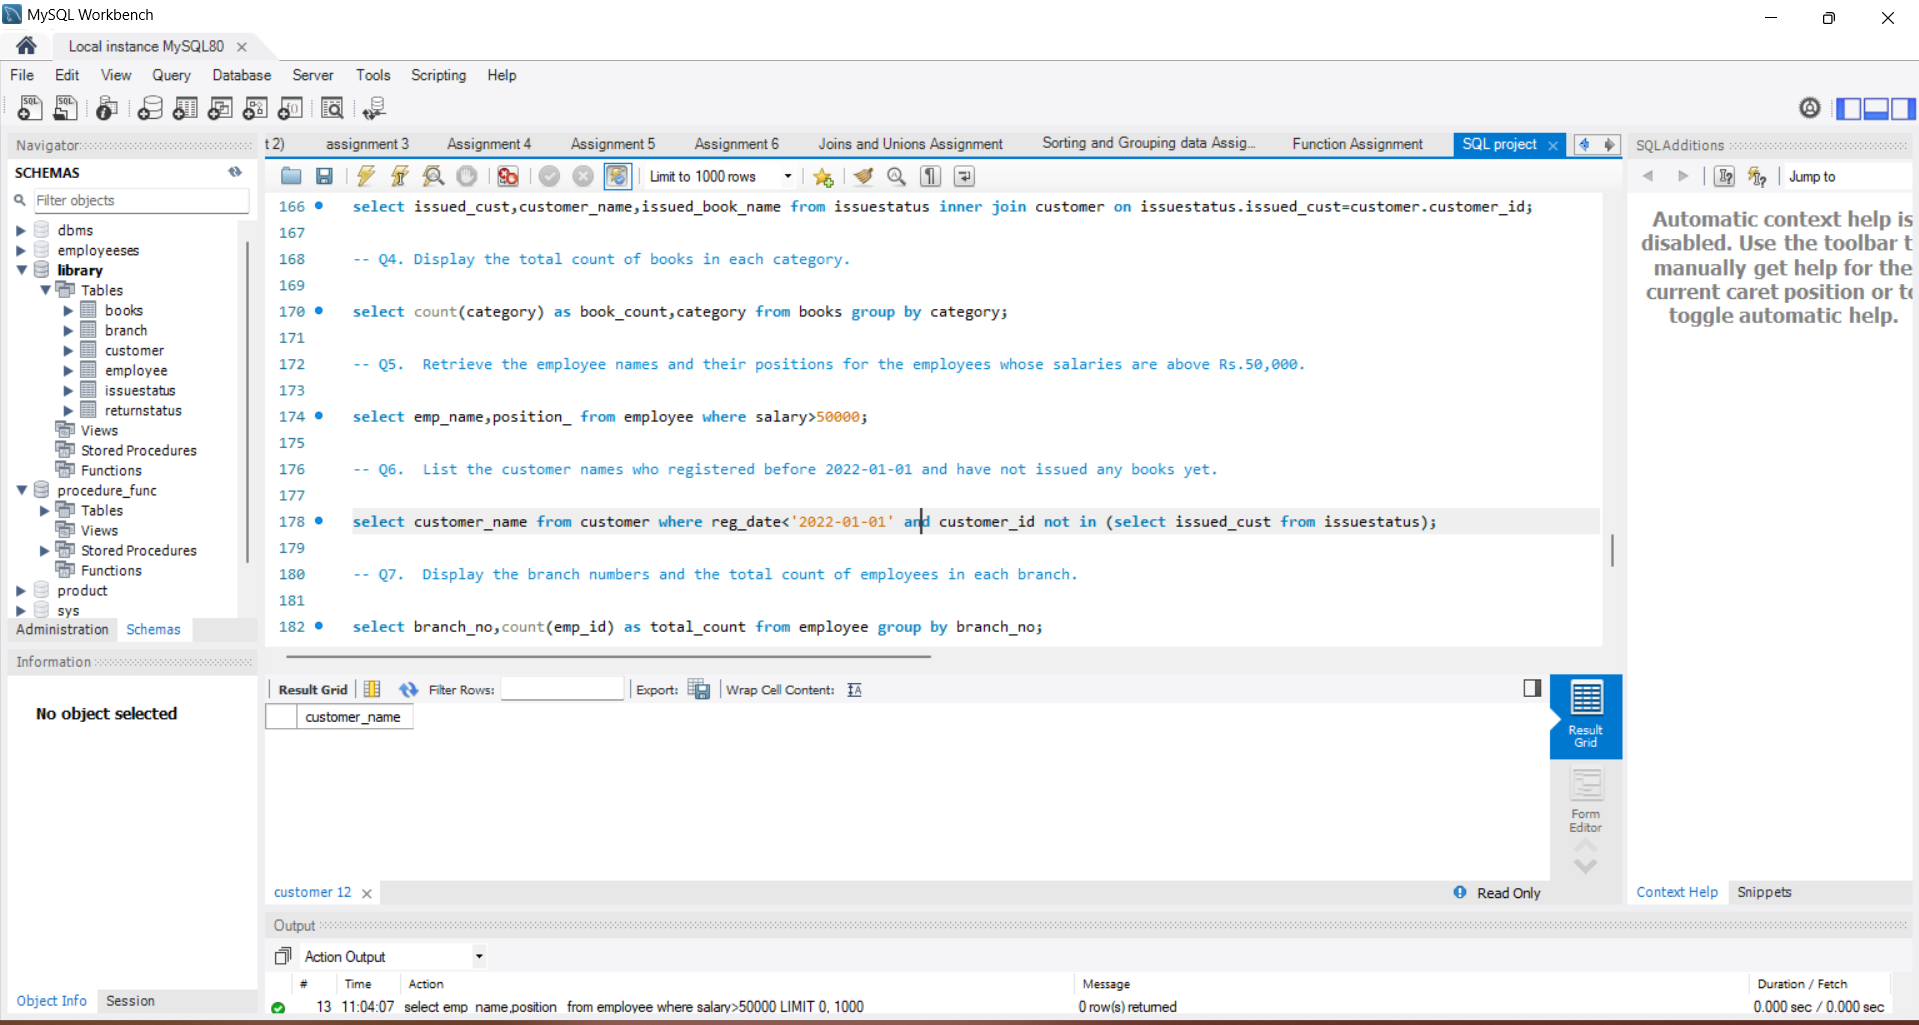 MySQL Workbench
Local instance MySQL80
File Edit View Query Database Server Tools Scripting Help
Navigator
SCHEMAS
Filter objects
dbms
employeeses
library
Tables
books
branch
customer
employee
issuestatus
returnstatus
Views
Stored Procedures
Functions
procedure_func
Tables
Views
Stored Procedures
Functions
product
sys
Administration Schemas
Information
No object selected
Object Info Session
t 2) assignment 3 Assignment 4 Assignment 5 Assignment 6 Joins and Unions Assignment Sorting and Grouping data Assig... Function Assignment SQL project
Limit to 1000 rows
166 select issued_cust,customer_name,issued_book_name from issuestatus inner join customer on issuestatus.issued_cust=customer.customer_id;
167
168 -- Q4. Display the total count of books in each category.
169
170 select count(category) as book_count,category from books group by category;
171
172 -- Q5.  Retrieve the employee names and their positions for the employees whose salaries are above Rs.50,000.
173
174 select emp_name,position_ from employee where salary>50000;
175
176 -- Q6.  List the customer names who registered before 2022-01-01 and have not issued any books yet.
177
178 select customer_name from customer where reg_date<'2022-01-01' and customer_id not in (select issued_cust from issuestatus);
179
180 -- Q7.  Display the branch numbers and the total count of employees in each branch.
181
182 select branch_no,count(emp_id) as total_count from employee group by branch_no;
Result Grid Filter Rows: Export: Wrap Cell Content:
customer_name
Result
Grid
Form
Editor
customer 12
Read Only
SQLAdditions
Jump to
Automatic context help is
disabled. Use the toolbar t
manually get help for the
current caret position or to
toggle automatic help.
Context Help Snippets
Output
Action Output
# Time Action Message Duration / Fetch
13 11:04:07 select emp_name,position_ from employee where salary>50000 LIMIT 0, 1000 0 row(s) returned 0.000 sec / 0.000 sec